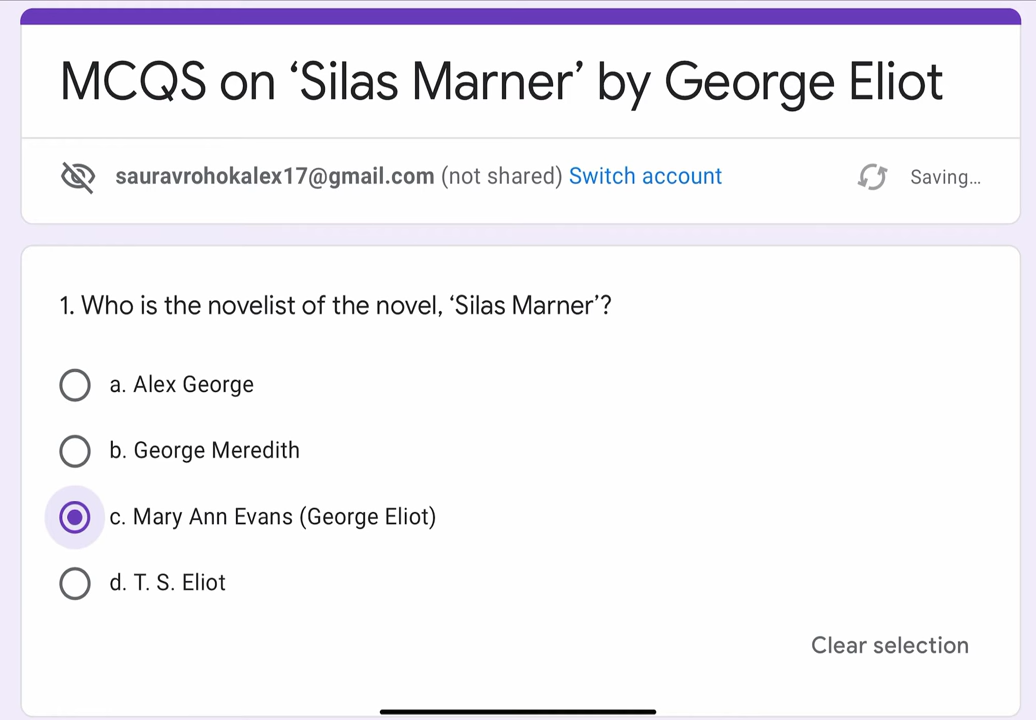 MCQS on ‘Silas Marner’ by George Eliot
sauravrohokalex17@gmail.com (not shared) Switch account
Saving...
1. Who is the novelist of the novel, ‘Silas Marner’?
a. Alex George
b. George Meredith
c. Mary Ann Evans (George Eliot)
d. T. S. Eliot
Clear selection